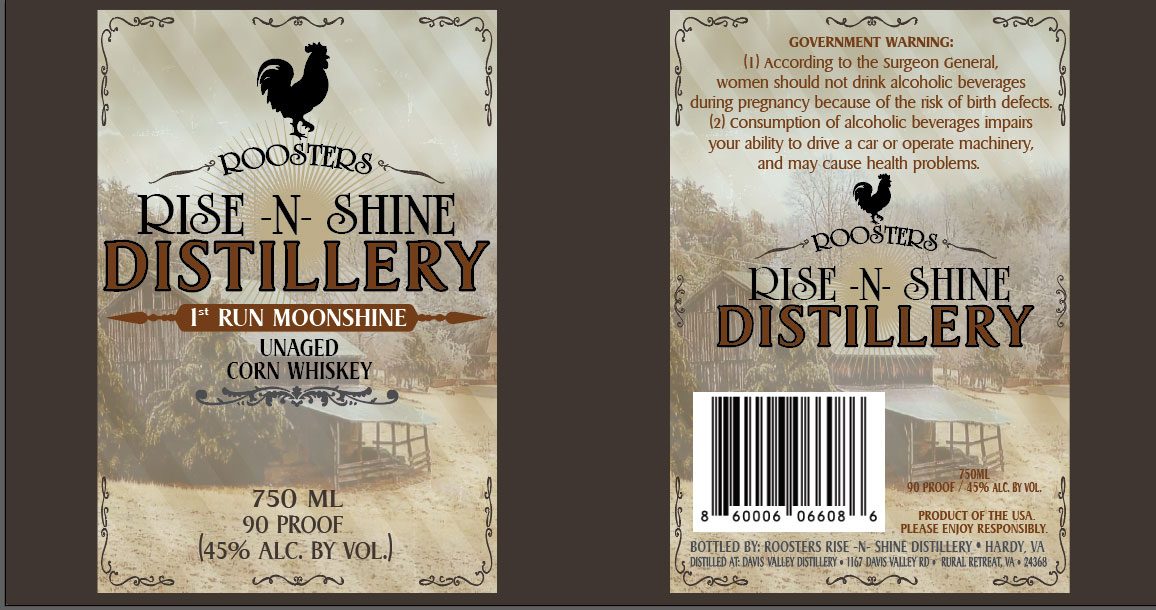 ROOSTERS
RISE -N- SHINE
DISTILLERY
1st RUN MOONSHINE
UNAGED
CORN WHISKEY
750 ML
90 PROOF
(45% ALC. BY VOL.)
GOVERNMENT WARNING:
(1) According to the Surgeon General,
women should not drink alcoholic beverages
during pregnancy because of the risk of birth defects.
(2) Consumption of alcoholic beverages impairs
your ability to drive a car or operate machinery,
and may cause health problems.
ROOSTERS
RISE -N- SHINE
DISTILLERY
750ML
90 PROOF / 45% ALC. BY VOL.
8 60006 06608 6
PRODUCT OF THE USA.
PLEASE ENJOY RESPONSIBLY.
BOTTLED BY: ROOSTERS RISE -N- SHINE DISTILLERY • HARDY, VA
DISTILLED AT: DAVIS VALLEY DISTILLERY • 1167 DAVIS VALLEY RD • RURAL RETREAT, VA • 24368